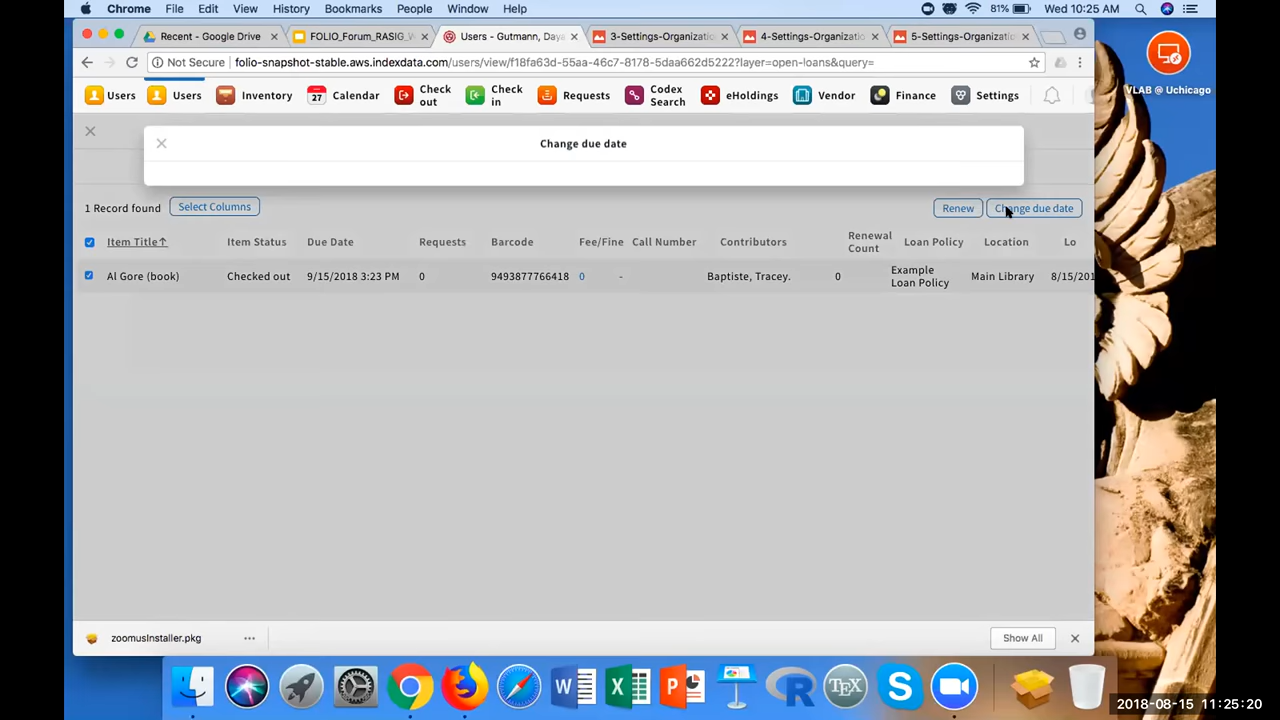 Chrome File Edit View History Bookmarks People Window Help 81% Wed 10:25 AM
Recent - Google Drive FOLIO_Forum_RASIG_ Users - Gutmann, Day 3-Settings-Organizatio 4-Settings-Organizatio 5-Settings-Organizatio
Not Secure folio-snapshot-stable.aws.indexdata.com/users/view/f18fa63d-55aa-46c7-8178-5daa662d5222?layer=open-loans&query=
VLAB @ Uchicago
Users Users Inventory 27 Calendar Check out Check in Requests Codex Search eHoldings Vendor Finance Settings
Change due date
1 Record found Select Columns Renew Change due date
Item Title↑ Item Status Due Date Requests Barcode Fee/Fine Call Number Contributors Renewal Count Loan Policy Location Lo
Al Gore (book) Checked out 9/15/2018 3:23 PM 0 9493877766418 0 - Baptiste, Tracey. 0 Example Loan Policy Main Library 8/15/201
zoomusInstaller.pkg Show All
W X P R TEX S
2018-08-15 11:25:20